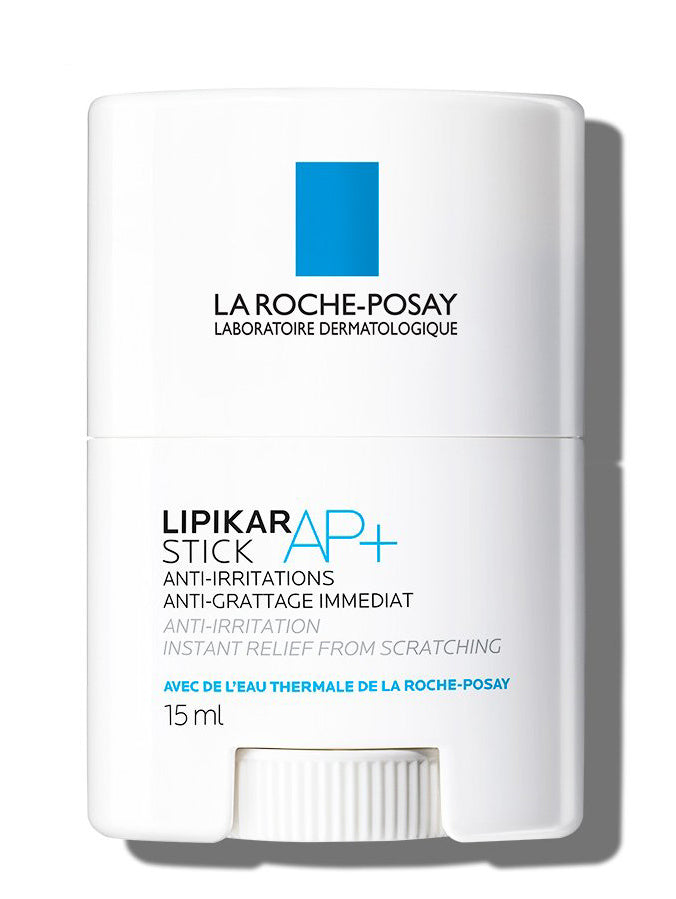 LA ROCHE-POSAY
LABORATOIRE DERMATOLOGIQUE
LIPIKAR AP+
STICK
ANTI-IRRITATIONS
ANTI-GRATTAGE IMMEDIAT
ANTI-IRRITATION
INSTANT RELIEF FROM SCRATCHING
AVEC DE L'EAU THERMALE DE LA ROCHE-POSAY
15 ml